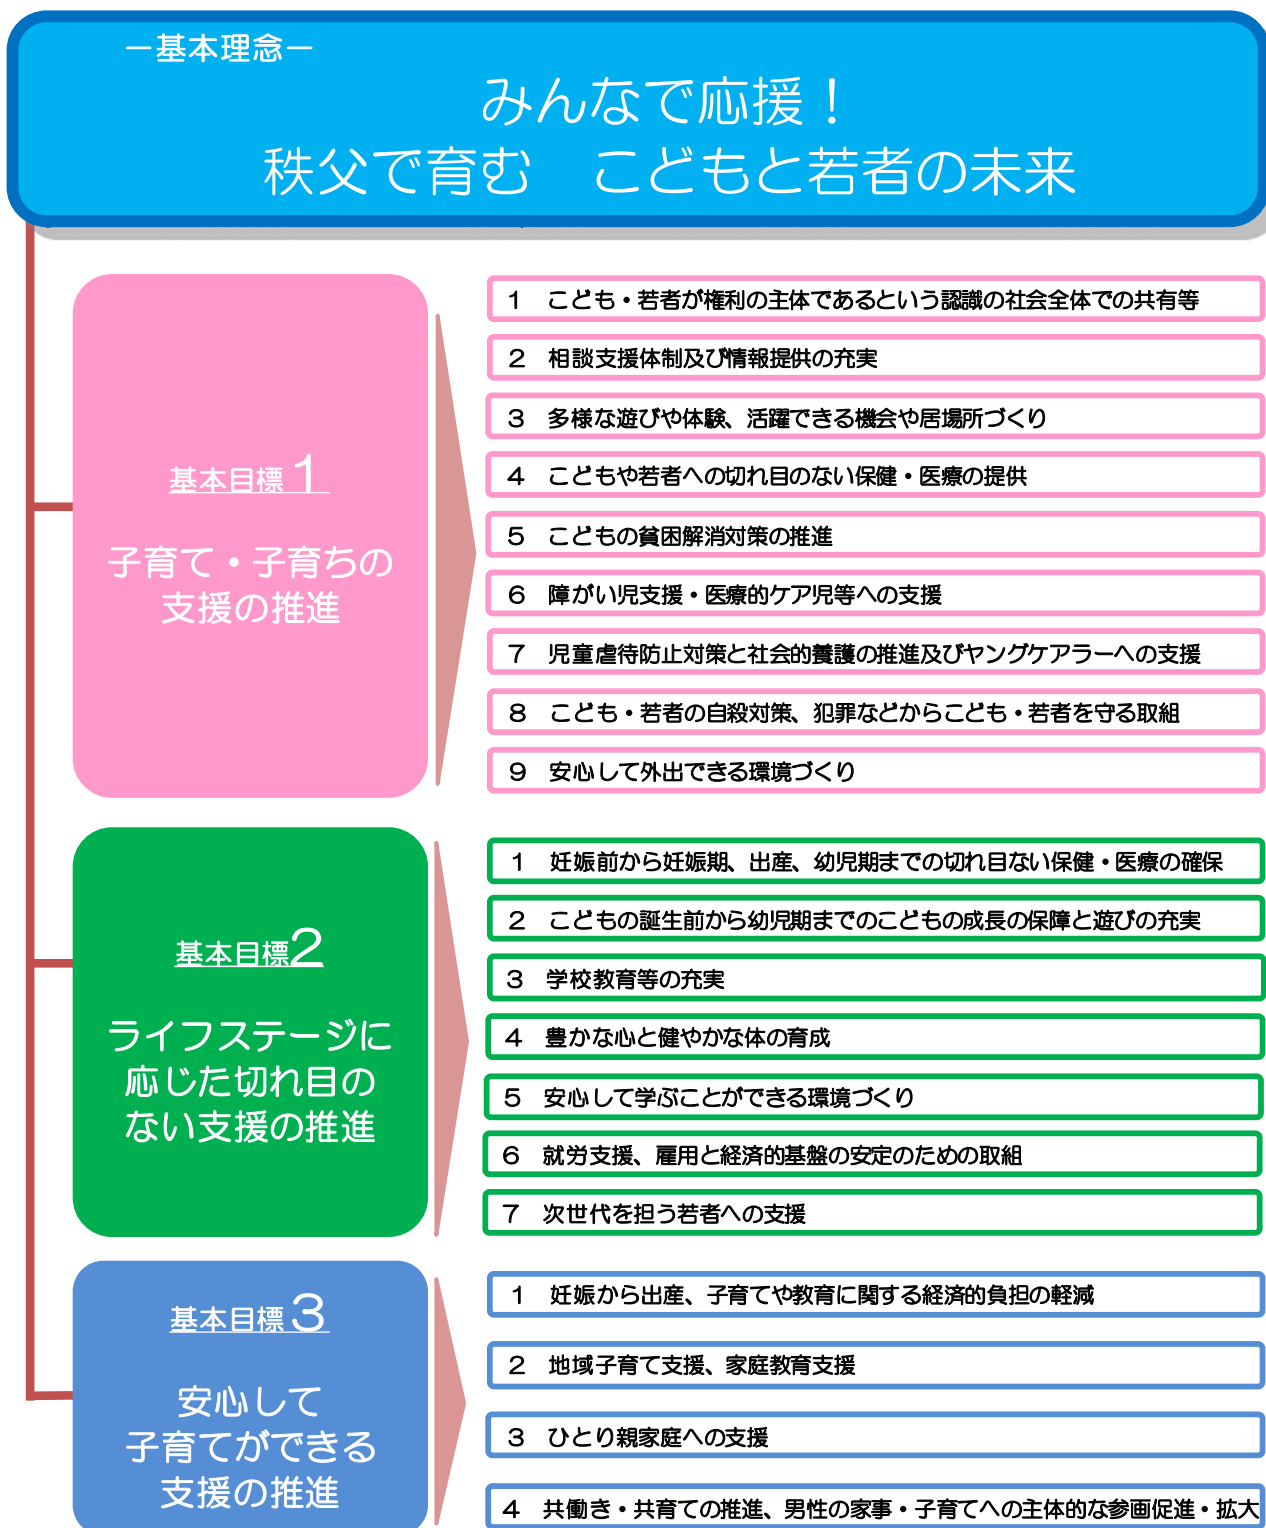 －基本理念－
みんなで応援！
秩父で育む　こどもと若者の未来
基本目標１
子育て・子育ちの
支援の推進
１　こども・若者が権利の主体であるという認識の社会全体での共有等
２　相談支援体制及び情報提供の充実
３　多様な遊びや体験、活躍できる機会や居場所づくり
４　こどもや若者への切れ目のない保健・医療の提供
５　こどもの貧困解消対策の推進
６　障がい児支援・医療的ケア児等への支援
７　児童虐待防止対策と社会的養護の推進及びヤングケアラーへの支援
８　こども・若者の自殺対策、犯罪などからこども・若者を守る取組
９　安心して外出できる環境づくり
基本目標２
ライフステージに
応じた切れ目の
ない支援の推進
１　妊娠前から妊娠期、出産、幼児期までの切れ目ない保健・医療の確保
２　こどもの誕生前から幼児期までのこどもの成長の保障と遊びの充実
３　学校教育等の充実
４　豊かな心と健やかな体の育成
５　安心して学ぶことができる環境づくり
６　就労支援、雇用と経済的基盤の安定のための取組
７　次世代を担う若者への支援
基本目標３
安心して
子育てができる
支援の推進
１　妊娠から出産、子育てや教育に関する経済的負担の軽減
２　地域子育て支援、家庭教育支援
３　ひとり親家庭への支援
４　共働き・共育ての推進、男性の家事・子育てへの主体的な参画促進・拡大